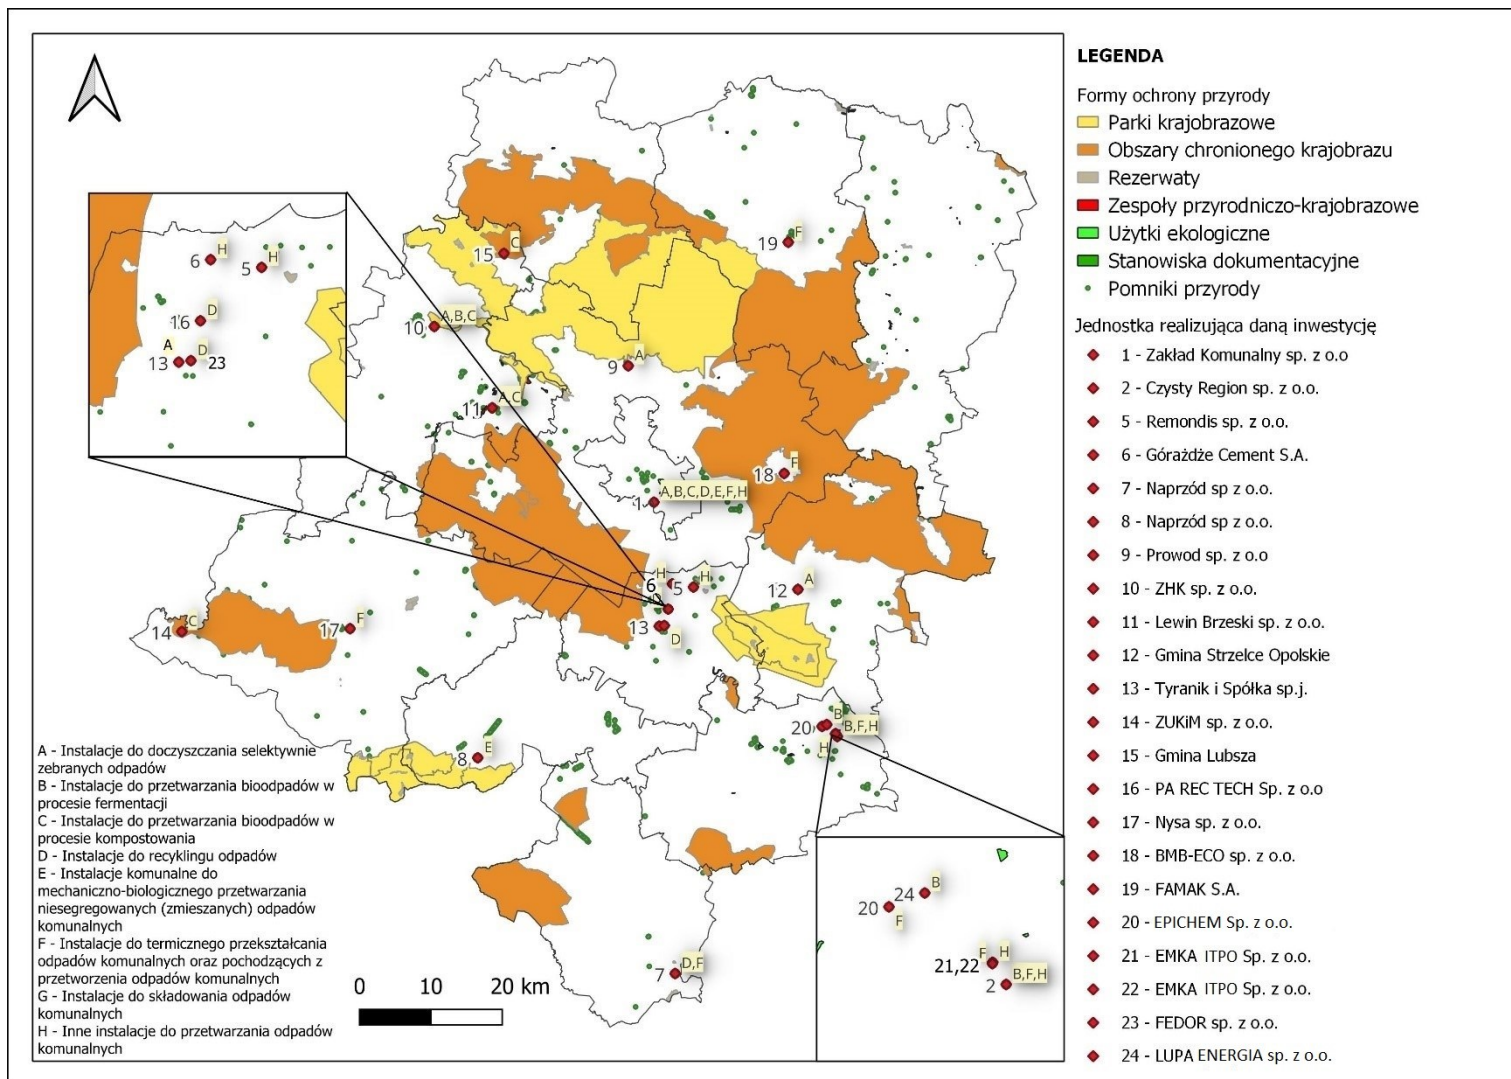 LEGENDA
Formy ochrony przyrody
Parki krajobrazowe
Obszary chronionego krajobrazu
Rezerwaty
Zespoły przyrodniczo-krajobrazowe
Użytki ekologiczne
Stanowiska dokumentacyjne
Pomniki przyrody
Jednostka realizująca daną inwestycję
1 - Zakład Komunalny sp. z o.o
2 - Czysty Region sp. z o.o.
5 - Remondis sp. z o.o.
6 - Górażdże Cement S.A.
7 - Naprzód sp z o.o.
8 - Naprzód sp z o.o.
9 - Prowod sp. z o.o
10 - ZHK sp. z o.o.
11 - Lewin Brzeski sp. z o.o.
12 - Gmina Strzelce Opolskie
13 - Tyranik i Spółka sp.j.
14 - ZUKiM sp. z o.o.
15 - Gmina Lubsza
16 - PA REC TECH Sp. z o.o
17 - Nysa sp. z o.o.
18 - BMB-ECO sp. z o.o.
19 - FAMAK S.A.
20 - EPICHEM Sp. z o.o.
21 - EMKA ITPO Sp. z o.o.
22 - EMKA ITPO Sp. z o.o.
23 - FEDOR sp. z o.o.
24 - LUPA ENERGIA sp. z o.o.
H
6
H
5
D
16
A
D
13
23
C
15
F
19
A,B,C
10
A
9
A,C
11
F
18
A,B,C,D,E,F,H
1
H
6
H
5
A
12
13
D
C
14
F
17
B
20
B,F,H
H
E
8
D,F
7
B
24
20
F
F
H
21,22
B,F,H
2
A - Instalacje do doczyszczania selektywnie
zebranych odpadów
B - Instalacje do przetwarzania bioodpadów w
procesie fermentacji
C - Instalacje do przetwarzania bioodpadów w
procesie kompostowania
D - Instalacje do recyklingu odpadów
E - Instalacje komunalne do
mechaniczno-biologicznego przetwarzania
niesegregowanych (zmieszanych) odpadów
komunalnych
F - Instalacje do termicznego przekształcania
odpadów komunalnych oraz pochodzących z
przetworzenia odpadów komunalnych
G - Instalacje do składowania odpadów
komunalnych
H - Inne instalacje do przetwarzania odpadów
komunalnych
0 10 20 km